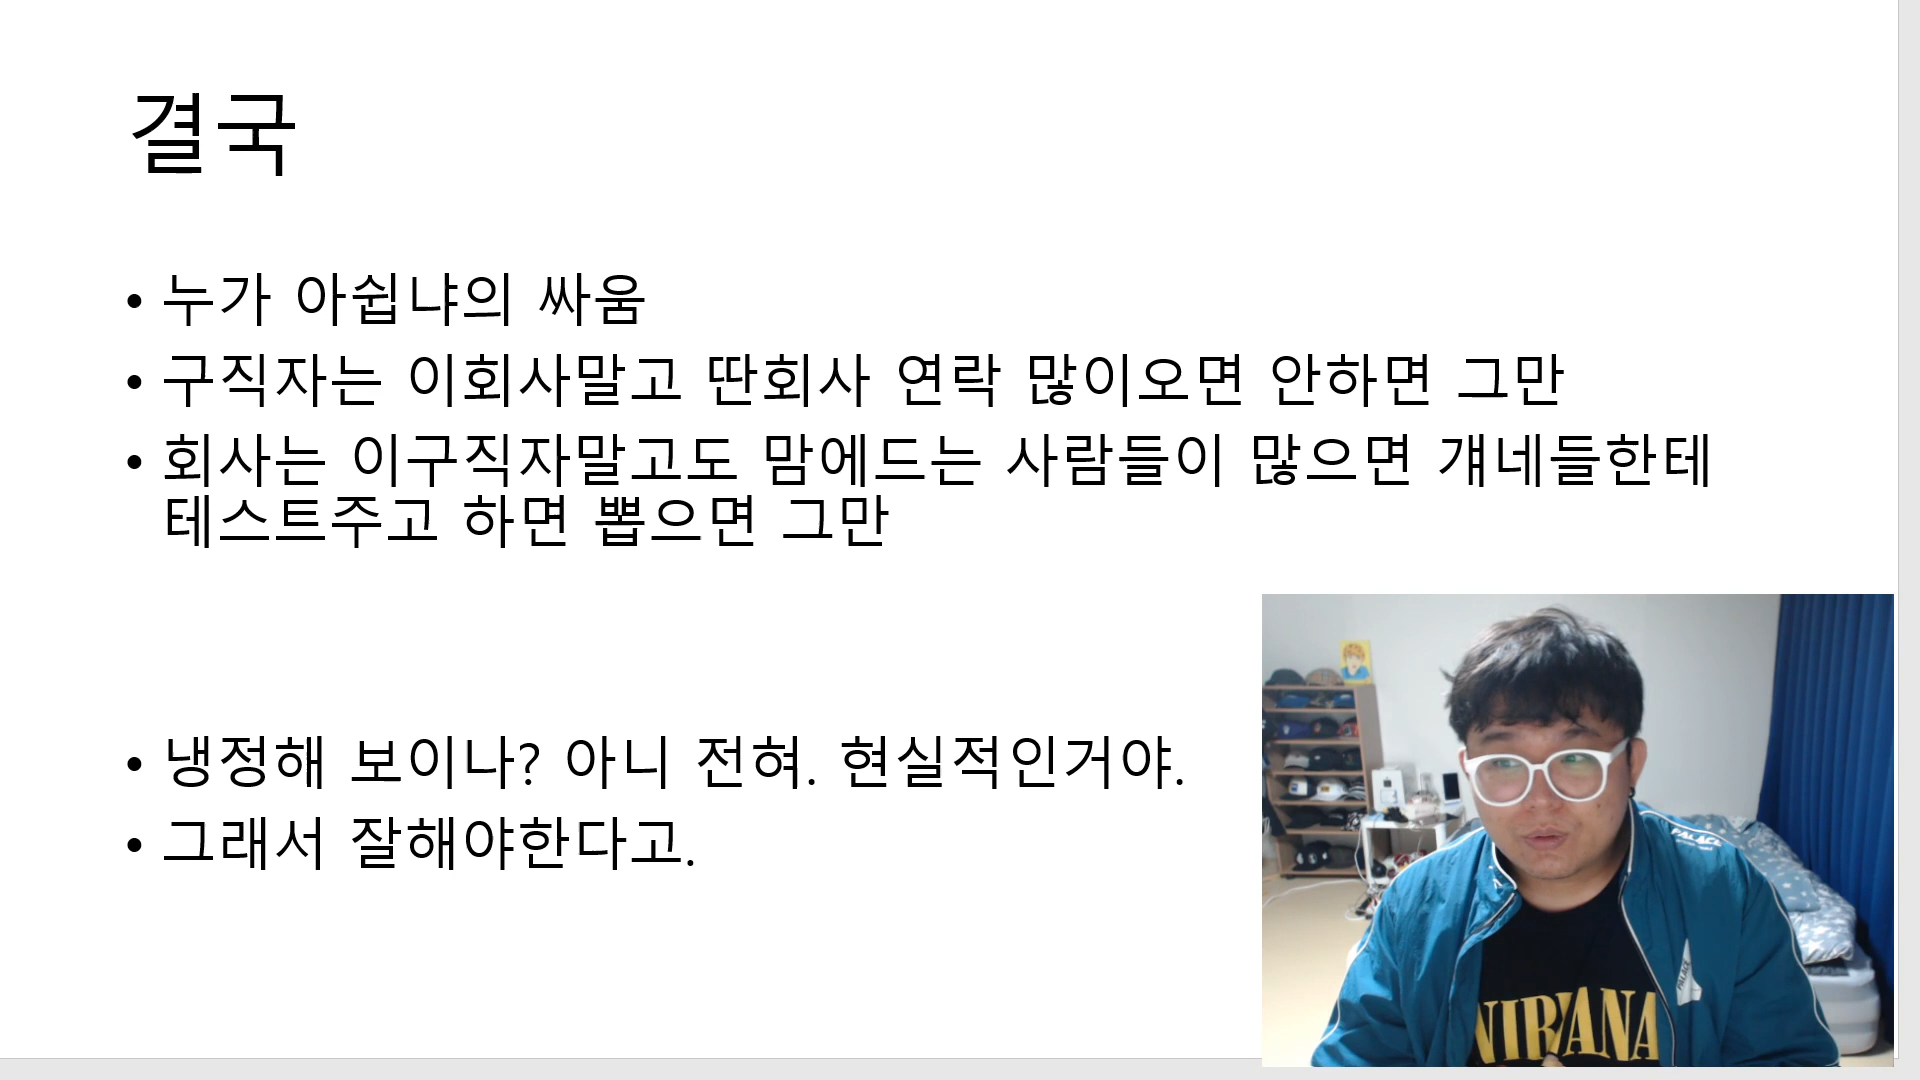 결국
• 누가 아쉽냐의 싸움
• 구직자는 이회사말고 딴회사 연락 많이오면 안하면 그만
• 회사는 이구직자말고도 맘에드는 사람들이 많으면 걔네들한테
테스트주고 하면 뽑으면 그만
• 냉정해 보이나? 아니 전혀. 현실적인거야.
• 그래서 잘해야한다고.
PALACE
PALACE
NIRVANA